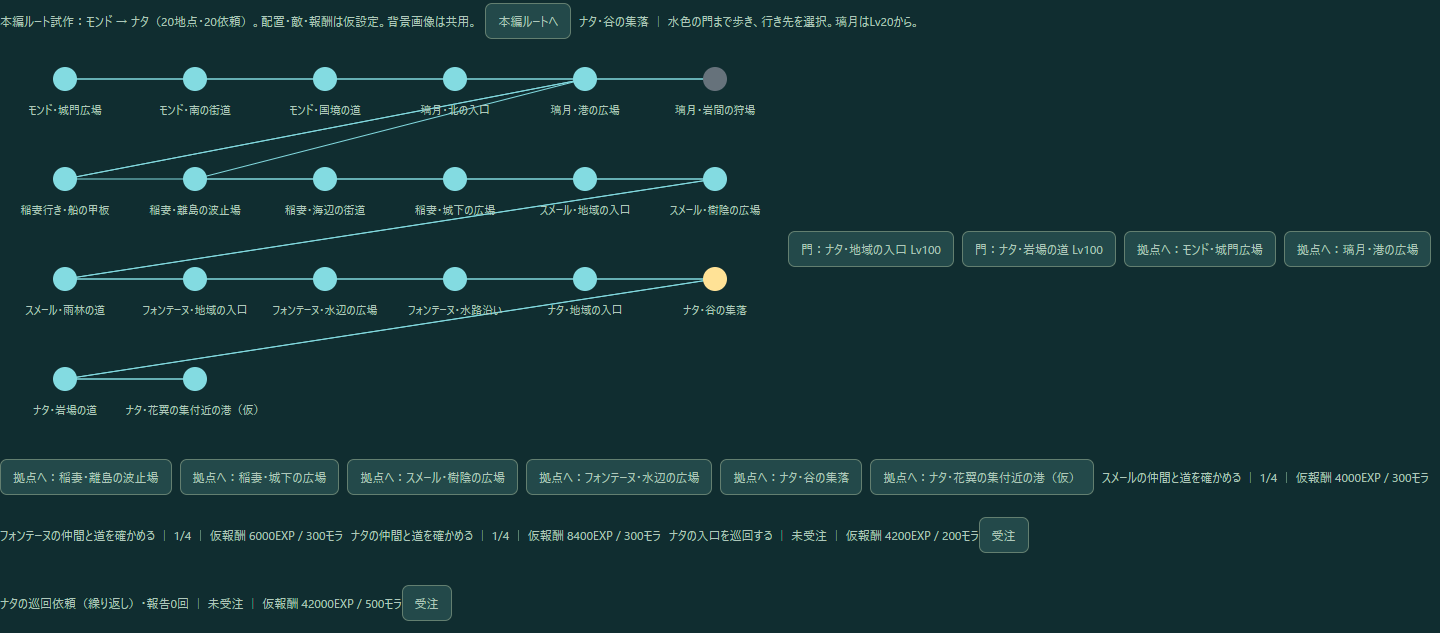 本編ルート試作：モンド → ナタ（20地点・20依頼）。配置・敵・報酬は仮設定。背景画像は共用。 本編ルートへ ナタ・谷の集落 ｜ 水色の門まで歩き、行き先を選択。璃月はLv20から。
モンド・城門広場 モンド・南の街道 モンド・国境の道 璃月・北の入口 璃月・港の広場 璃月・岩間の狩場
稲妻行き・船の甲板 稲妻・離島の波止場 稲妻・海辺の街道 稲妻・城下の広場 スメール・地域の入口 スメール・樹陰の広場
門：ナタ・地域の入口 Lv100 門：ナタ・岩場の道 Lv100 拠点へ：モンド・城門広場 拠点へ：璃月・港の広場
スメール・雨林の道 フォンテーヌ・地域の入口 フォンテーヌ・水辺の広場 フォンテーヌ・水路沿い ナタ・地域の入口 ナタ・谷の集落
ナタ・岩場の道 ナタ・花翼の集付近の港（仮）
拠点へ：稲妻・離島の波止場 拠点へ：稲妻・城下の広場 拠点へ：スメール・樹陰の広場 拠点へ：フォンテーヌ・水辺の広場 拠点へ：ナタ・谷の集落 拠点へ：ナタ・花翼の集付近の港（仮） スメールの仲間と道を確かめる ｜ 1/4 ｜ 仮報酬 4000EXP / 300モラ
フォンテーヌの仲間と道を確かめる ｜ 1/4 ｜ 仮報酬 6000EXP / 300モラ ナタの仲間と道を確かめる ｜ 1/4 ｜ 仮報酬 8400EXP / 300モラ ナタの入口を巡回する ｜ 未受注 ｜ 仮報酬 4200EXP / 200モラ 受注
ナタの巡回依頼（繰り返し）・報告0回 ｜ 未受注 ｜ 仮報酬 42000EXP / 500モラ 受注